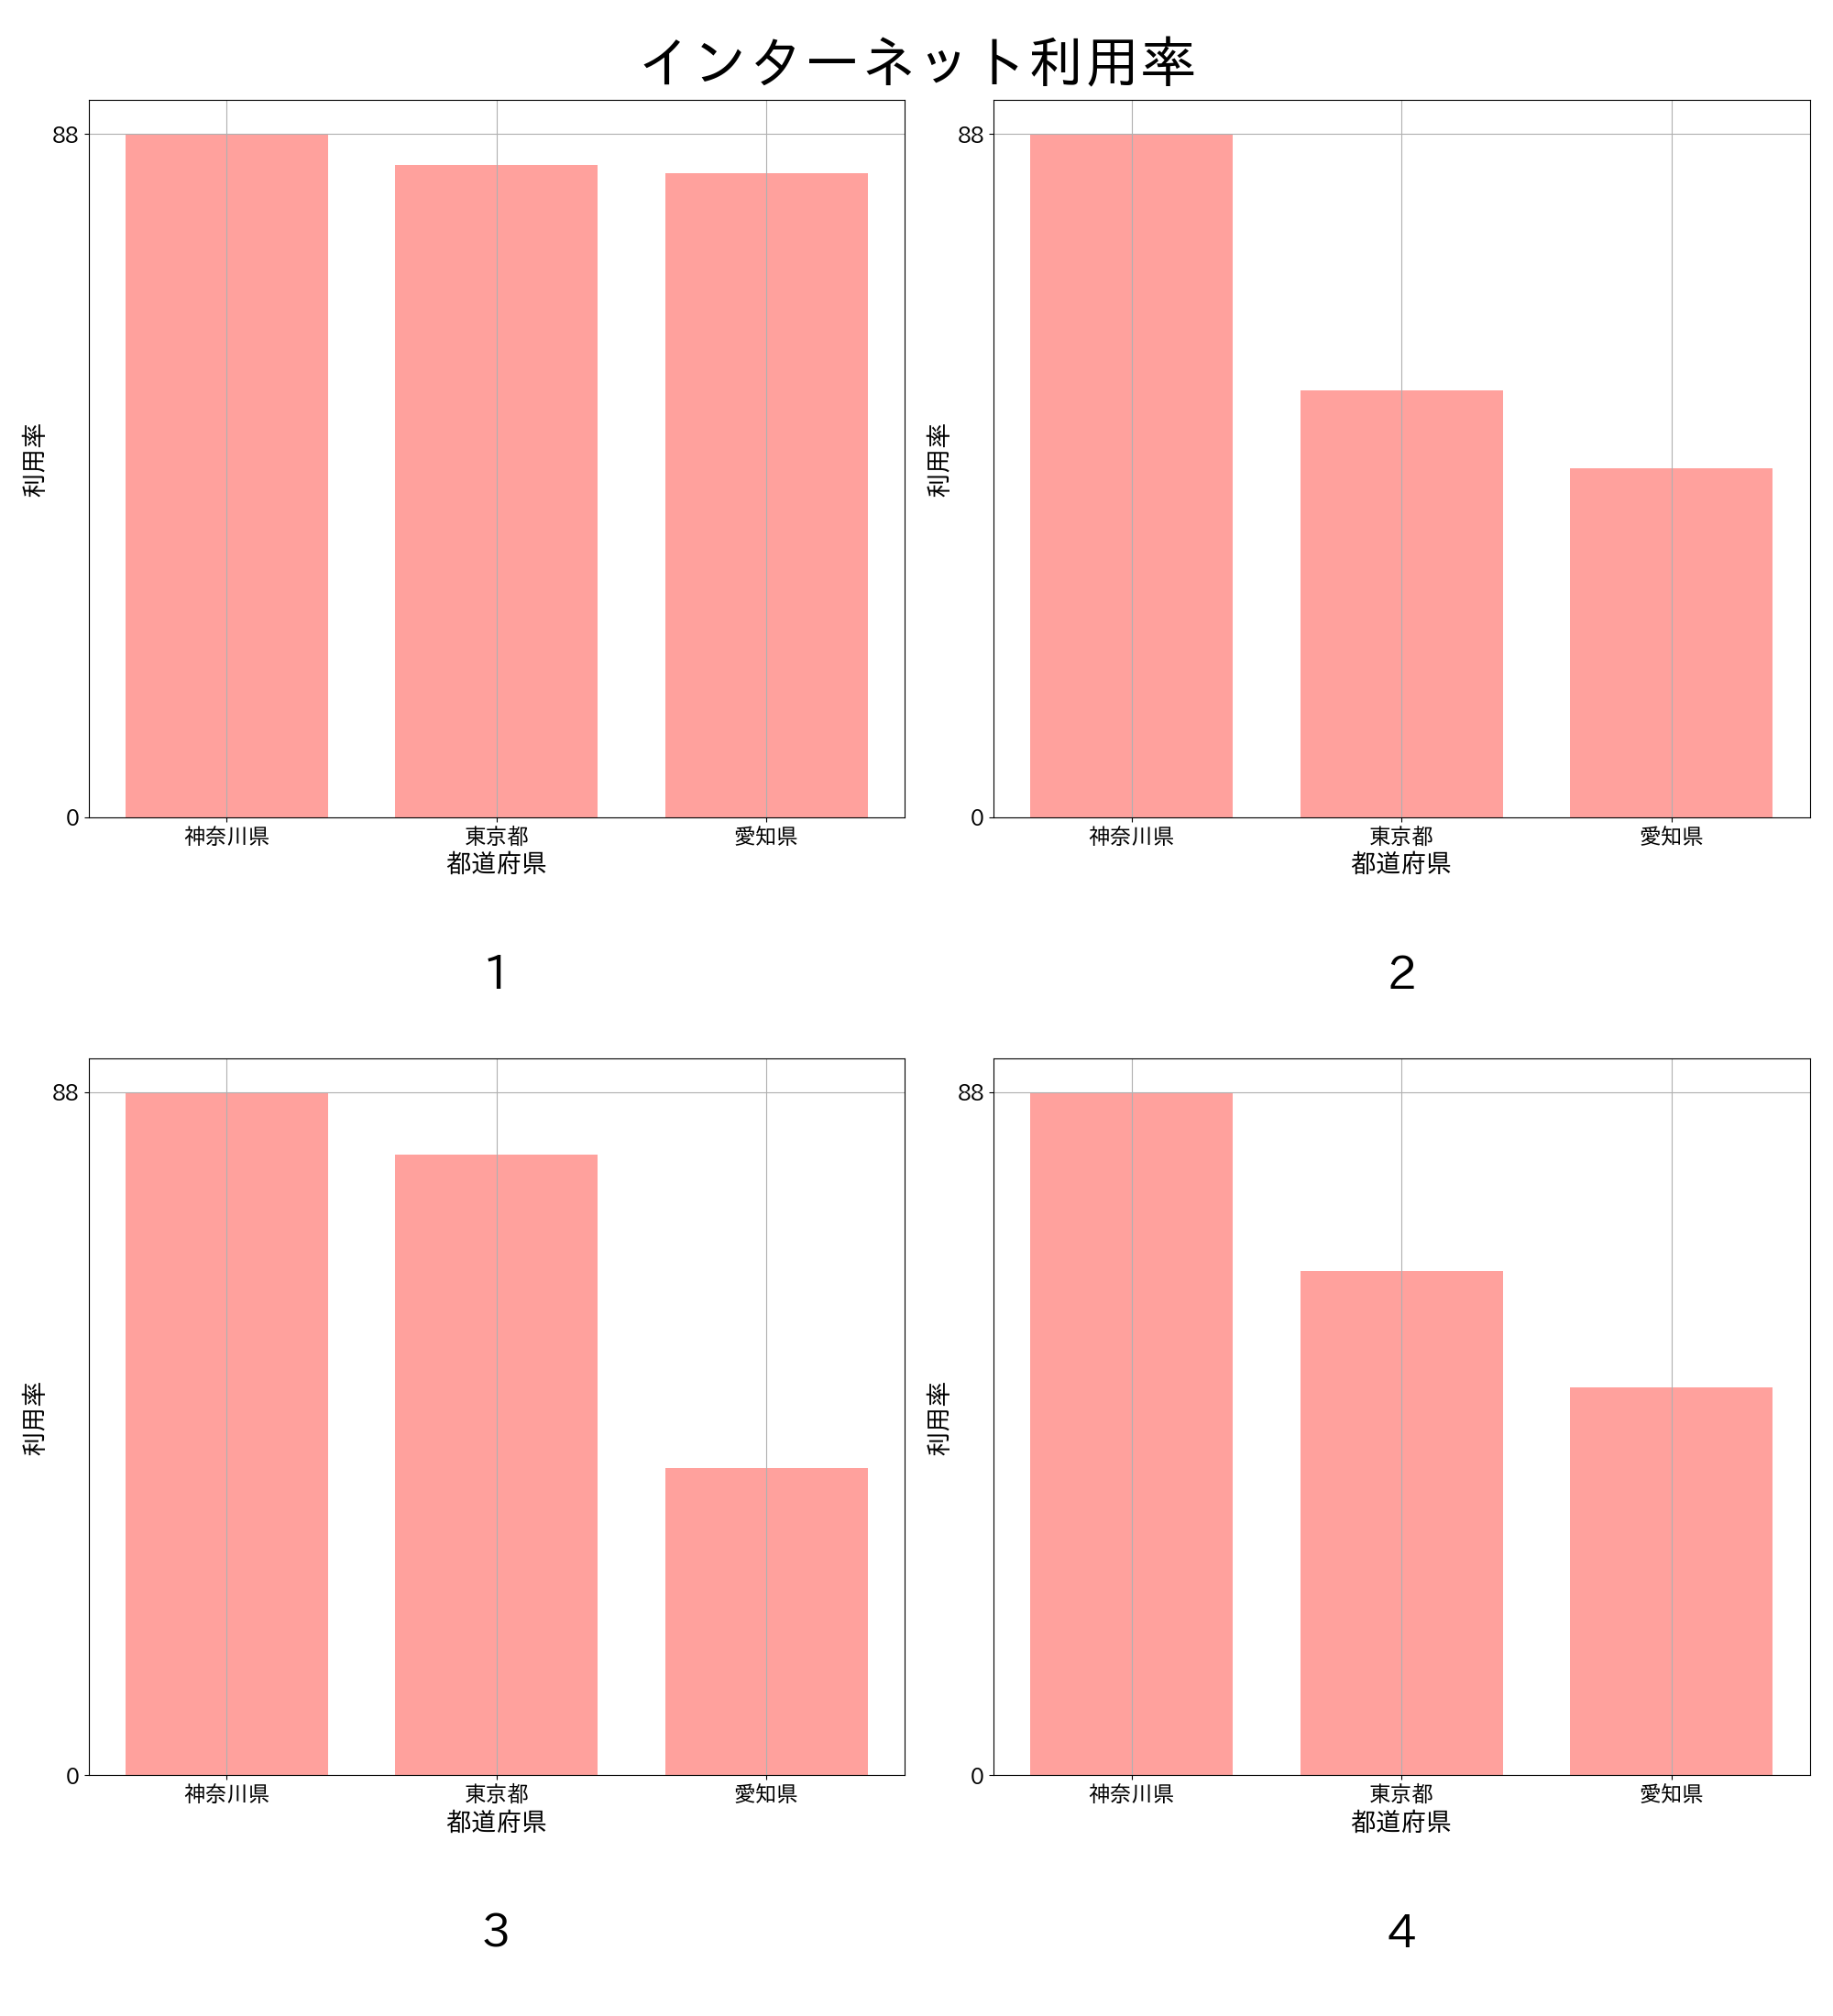 インターネット利用率
88
0
利用率
神奈川県 東京都 愛知県
都道府県
1
88
0
利用率
神奈川県 東京都 愛知県
都道府県
2
88
0
利用率
神奈川県 東京都 愛知県
都道府県
3
88
0
利用率
神奈川県 東京都 愛知県
都道府県
4